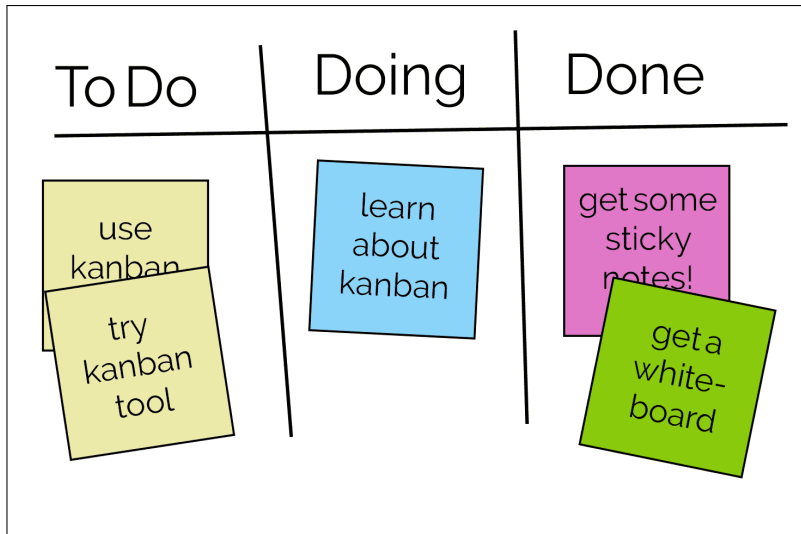 To Do
Doing
Done
use
kanban
try
kanban
tool
learn
about
kanban
get some
sticky
notes!
get a
white-
board